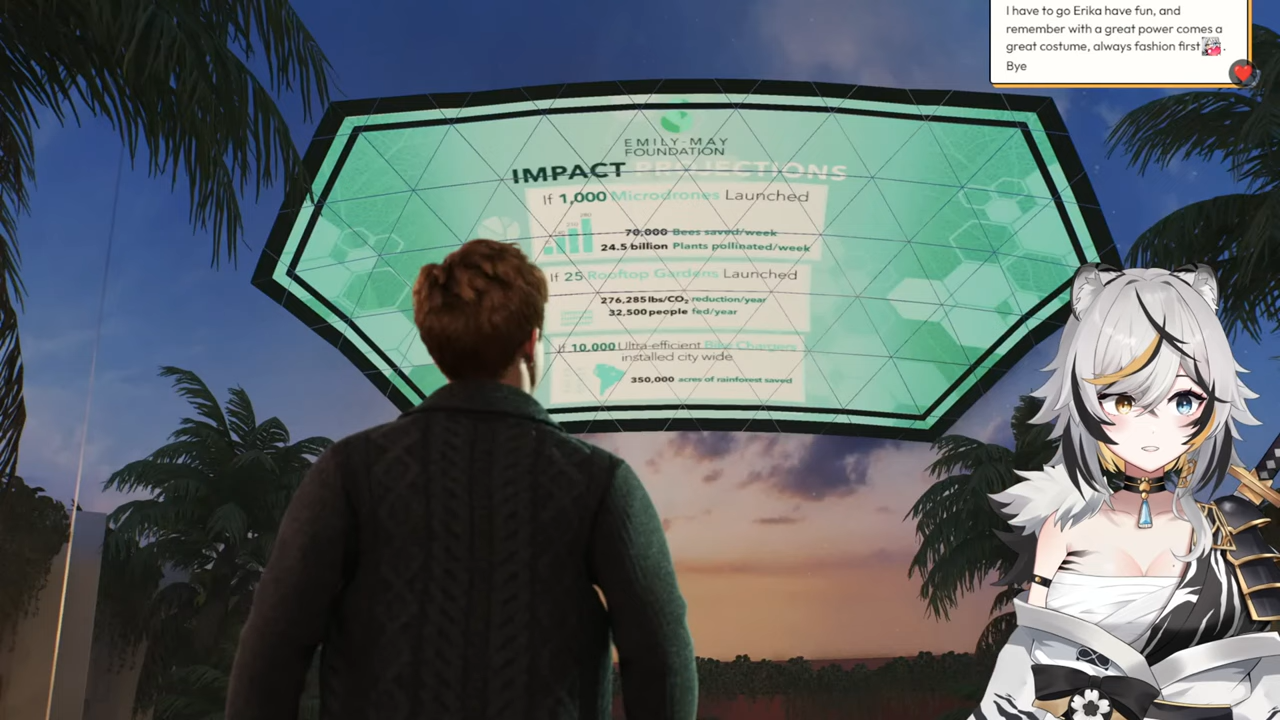 I have to go Erika have fun, and
remember with a great power comes a
great costume, always fashion first .
Bye
EMILY-MAY
FOUNDATION
IMPACT PROJECTIONS
If 1,000 Microdrones Launched
70,000 Bees saved/week
24.5 billion Plants pollinated/week
If 25 Rooftop Gardens Launched
276,285 lbs/CO₂ reduction/year
32,500 people fed/year
If 10,000 Ultra-efficient Bike Chargers
installed city wide
350,000 acres of rainforest saved